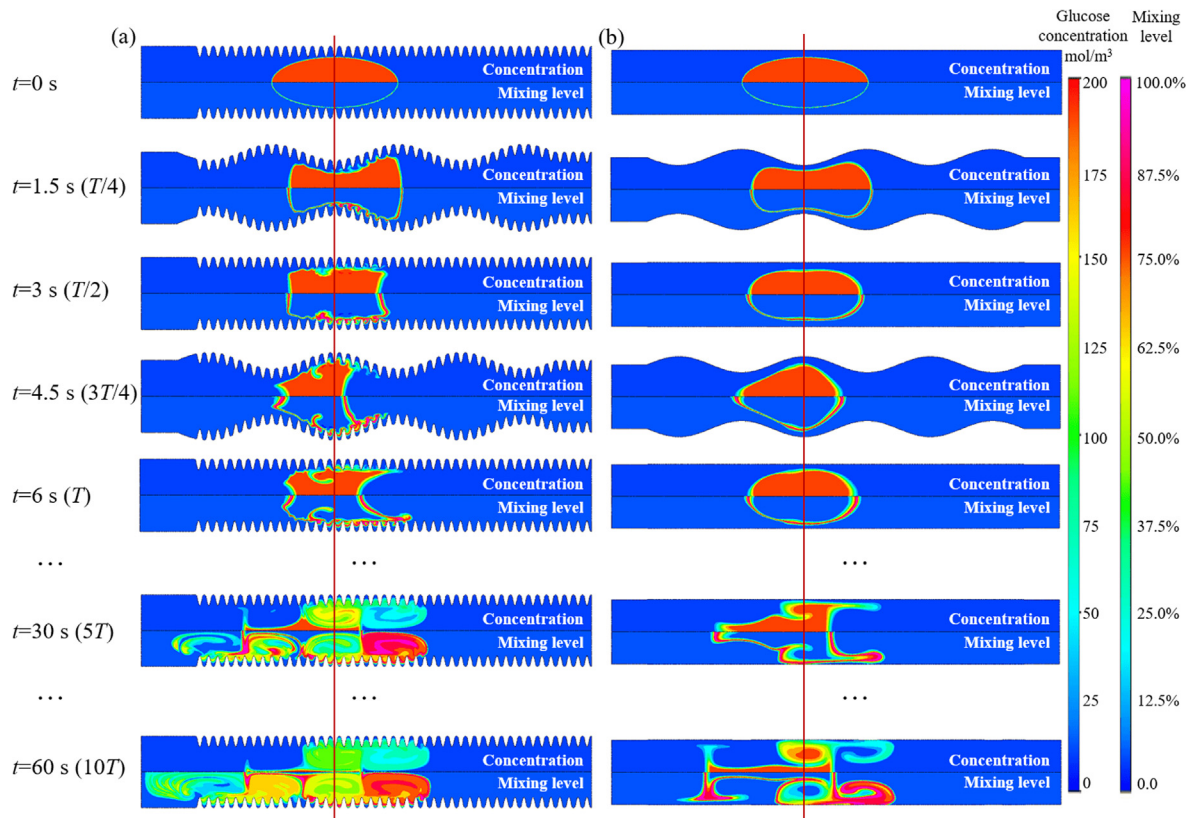 (a)
(b)
Glucose
concentration
mol/m³
Mixing
level
t=0 s
Concentration
Mixing level
Concentration
Mixing level
200
100.0%
t=1.5 s (T/4)
Concentration
Mixing level
Concentration
Mixing level
175
87.5%
t=3 s (T/2)
Concentration
Mixing level
Concentration
Mixing level
150
75.0%
125
62.5%
t=4.5 s (3T/4)
Concentration
Mixing level
Concentration
Mixing level
100
50.0%
t=6 s (T)
Concentration
Mixing level
Concentration
Mixing level
75
37.5%
... ... ...
t=30 s (5T)
Concentration
Mixing level
Concentration
Mixing level
50
25.0%
... ... ...
25
12.5%
t=60 s (10T)
Concentration
Mixing level
Concentration
Mixing level
0
0.0